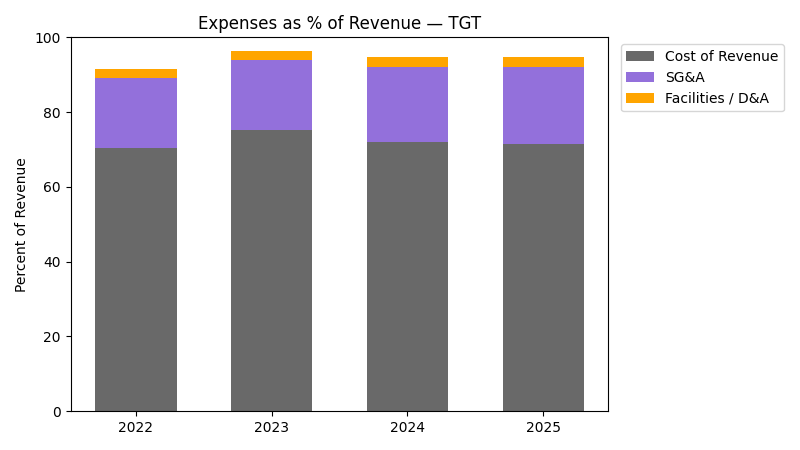 Expenses as % of Revenue — TGT
Percent of Revenue
100
80
60
40
20
0
2022
2023
2024
2025
Cost of Revenue
SG&A
Facilities / D&A